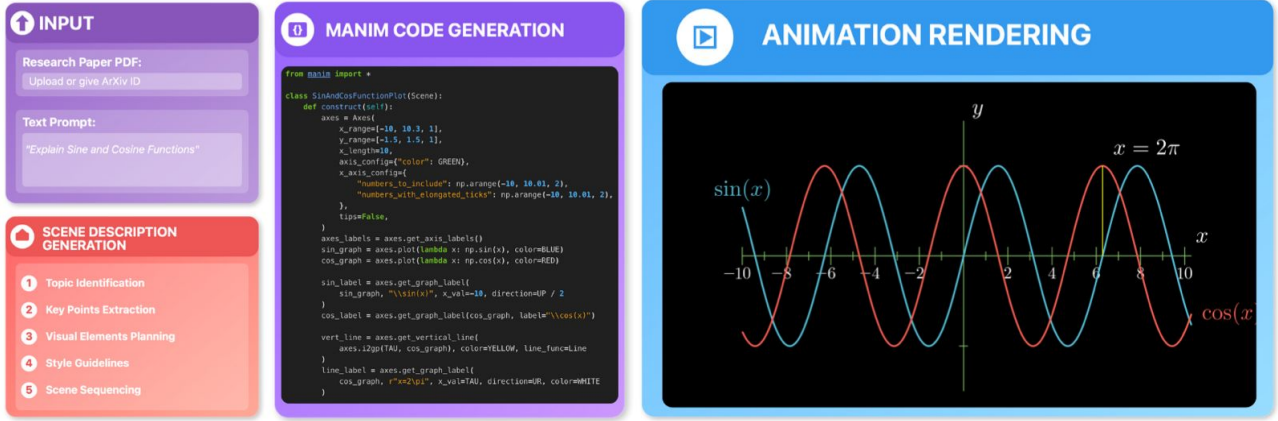 INPUT
Research Paper PDF:
Upload or give ArXiv ID
Text Prompt:
"Explain Sine and Cosine Functions"
SCENE DESCRIPTION
GENERATION
1 Topic Identification
2 Key Points Extraction
3 Visual Elements Planning
4 Style Guidelines
5 Scene Sequencing
{} MANIM CODE GENERATION
from manim import *
class SinAndCosFunctionPlot(Scene):
def construct(self):
axes = Axes(
x_range=[-10, 10.3, 1],
y_range=[-1.5, 1.5, 1],
x_length=10,
axis_config={"color": GREEN},
x_axis_config={
"numbers_to_include": np.arange(-10, 10.01, 2),
"numbers_with_elongated_ticks": np.arange(-10, 10.01, 2),
},
tips=False,
)
axes_labels = axes.get_axis_labels()
sin_graph = axes.plot(lambda x: np.sin(x), color=BLUE)
cos_graph = axes.plot(lambda x: np.cos(x), color=RED)
sin_label = axes.get_graph_label(
sin_graph, "\\sin(x)", x_val=-10, direction=UP / 2
)
cos_label = axes.get_graph_label(cos_graph, label="\\cos(x)")
vert_line = axes.get_vertical_line(
axes.i2gp(TAU, cos_graph), color=YELLOW, line_func=Line
)
line_label = axes.get_graph_label(
cos_graph, r"x=2\pi", x_val=TAU, direction=UR, color=WHITE
)
ANIMATION RENDERING
y
x = 2π
sin(x)
x
−10 −8 −6 −4 −2 2 4 6 8 10
cos(x